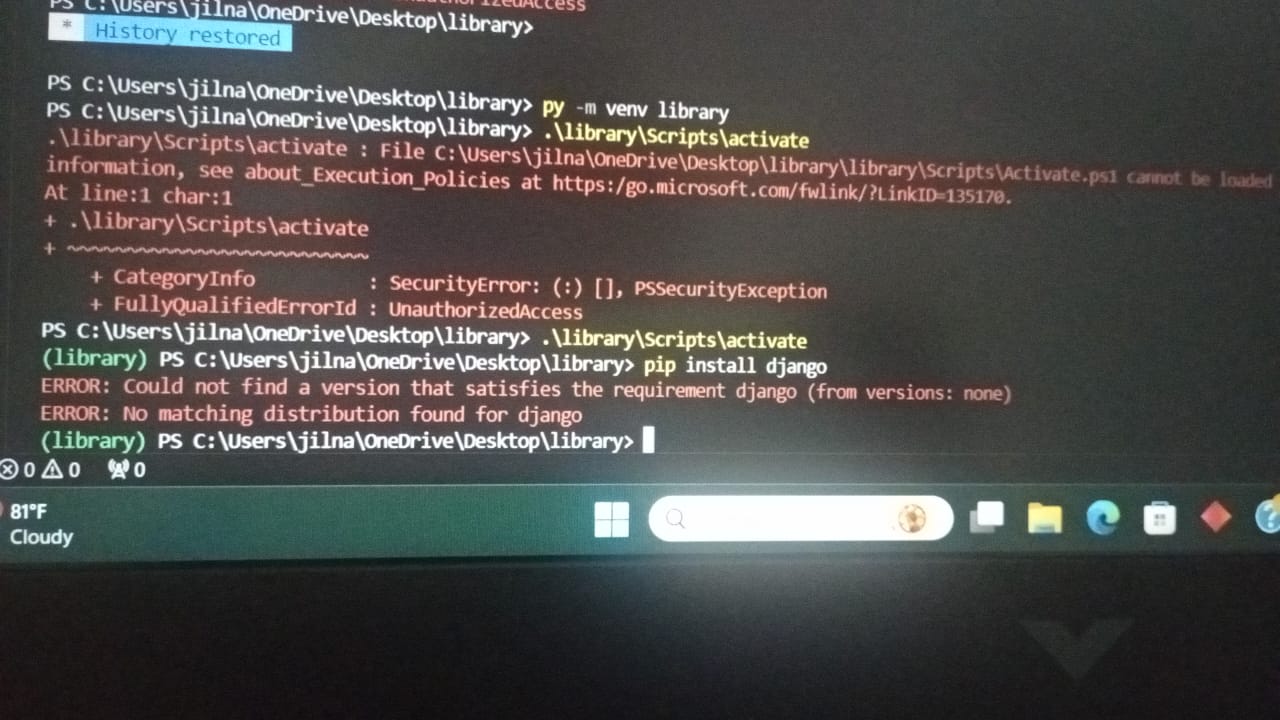 PS C:\Users\jilna\OneDrive\Desktop\library>
* History restored
PS C:\Users\jilna\OneDrive\Desktop\library> py -m venv library
PS C:\Users\jilna\OneDrive\Desktop\library> .\library\Scripts\activate
.\library\Scripts\activate : File C:\Users\jilna\OneDrive\Desktop\library\library\Scripts\Activate.ps1 cannot be loaded
information, see about_Execution_Policies at https:/go.microsoft.com/fwlink/?LinkID=135170.
At line:1 char:1
+ .\library\Scripts\activate
+ ~~~~~~~~~~~~~~~~~~~~~~~~~~
+ CategoryInfo : SecurityError: (:) [], PSSecurityException
+ FullyQualifiedErrorId : UnauthorizedAccess
PS C:\Users\jilna\OneDrive\Desktop\library> .\library\Scripts\activate
(library) PS C:\Users\jilna\OneDrive\Desktop\library> pip install django
ERROR: Could not find a version that satisfies the requirement django (from versions: none)
ERROR: No matching distribution found for django
(library) PS C:\Users\jilna\OneDrive\Desktop\library>
0 0 0
81°F
Cloudy